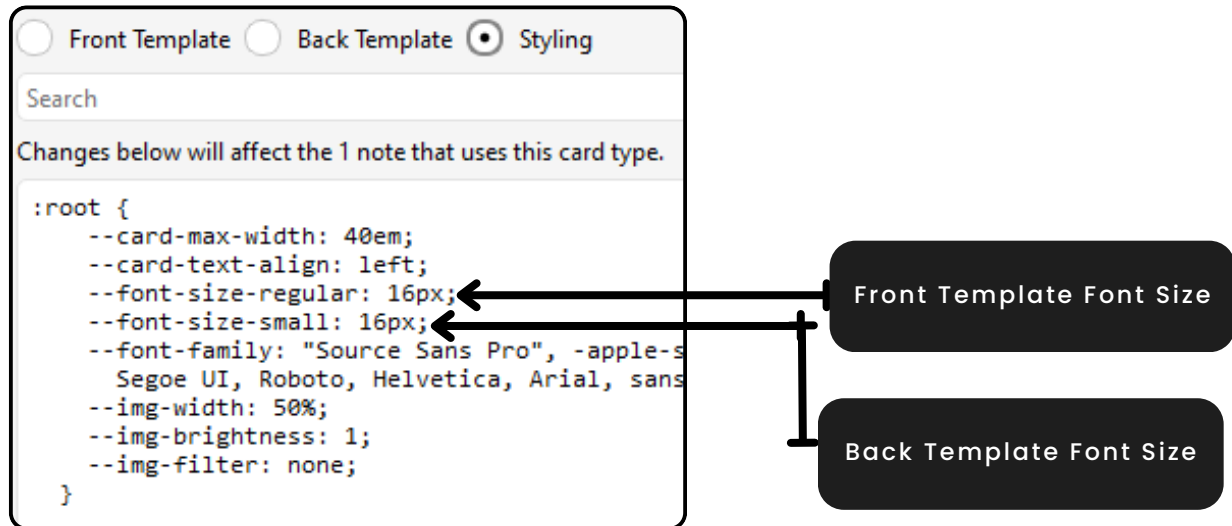 Front Template Back Template Styling
Search
Changes below will affect the 1 note that uses this card type.
:root {
--card-max-width: 40em;
--card-text-align: left;
--font-size-regular: 16px;
--font-size-small: 16px;
--font-family: "Source Sans Pro", -apple-s
Segoe UI, Roboto, Helvetica, Arial, sans
--img-width: 50%;
--img-brightness: 1;
--img-filter: none;
}
Front Template Font Size
Back Template Font Size